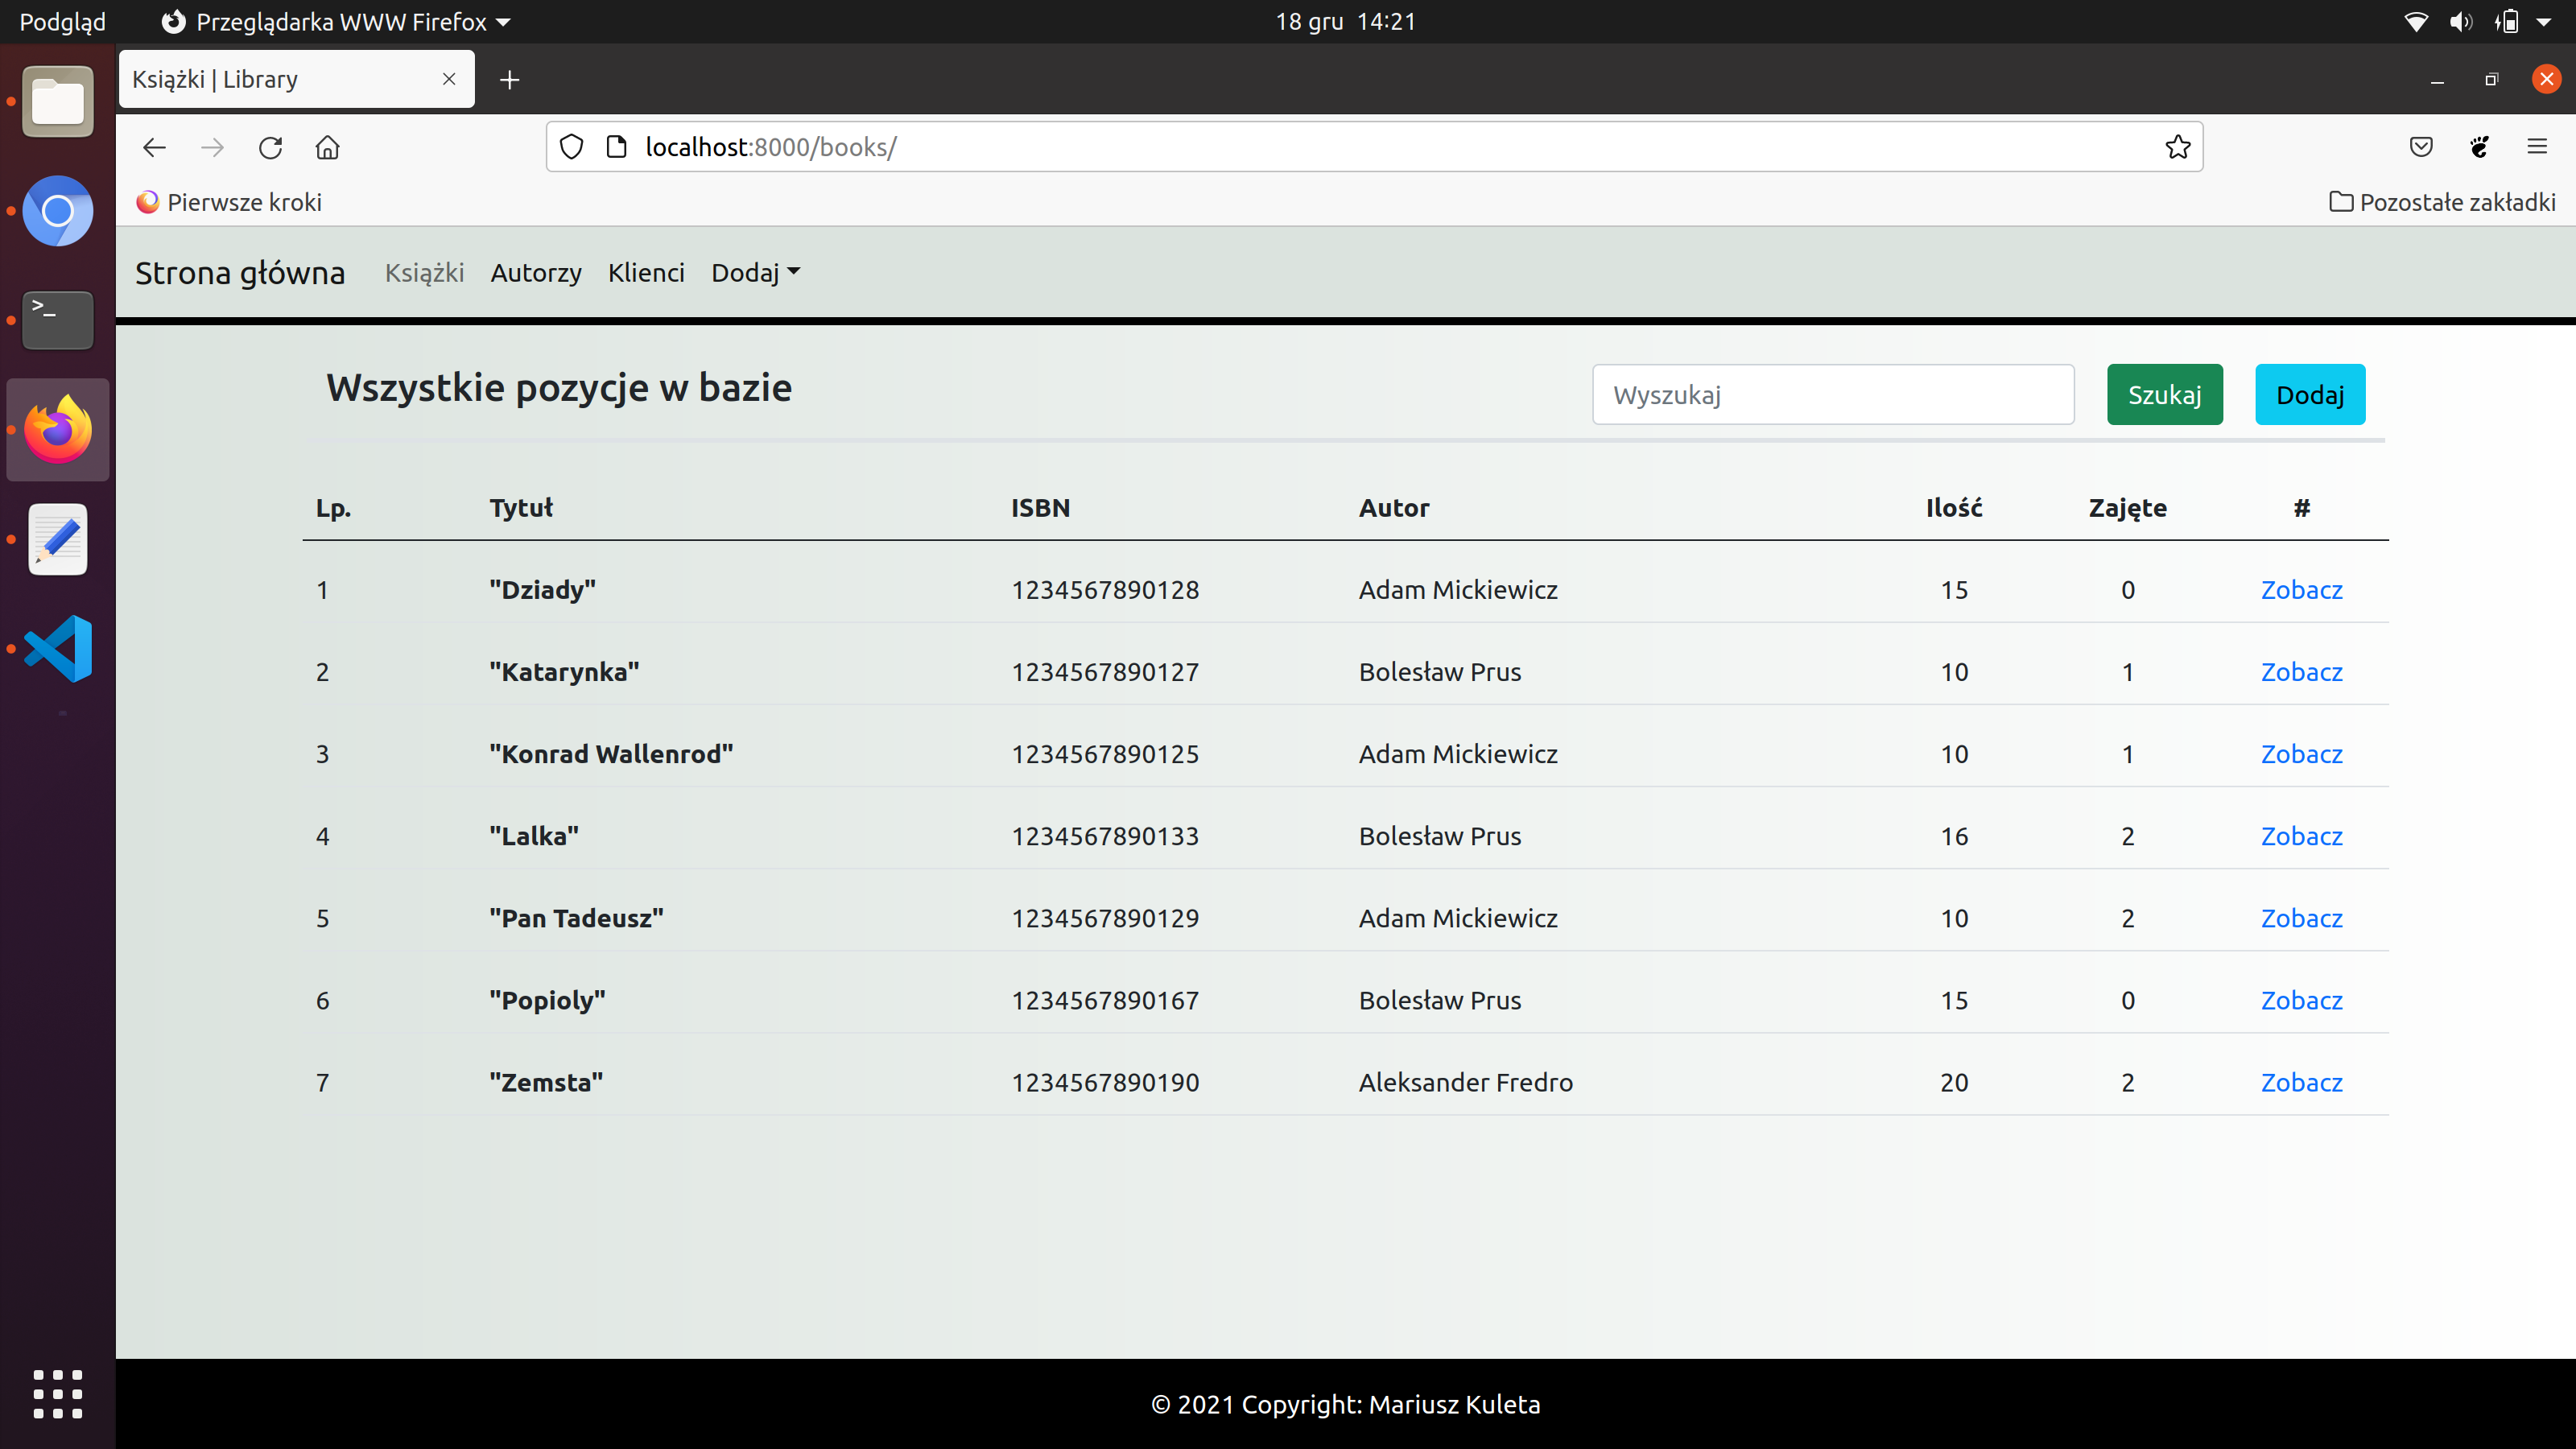 Podgląd Przeglądarka WWW Firefox 18 gru 14:21
Książki | Library
localhost:8000/books/
Pierwsze kroki Pozostałe zakładki
Strona główna Książki Autorzy Klienci Dodaj
Wszystkie pozycje w bazie Wyszukaj Szukaj Dodaj
Lp. Tytuł ISBN Autor Ilość Zajęte #
1 "Dziady" 1234567890128 Adam Mickiewicz 15 0 Zobacz
2 "Katarynka" 1234567890127 Bolesław Prus 10 1 Zobacz
3 "Konrad Wallenrod" 1234567890125 Adam Mickiewicz 10 1 Zobacz
4 "Lalka" 1234567890133 Bolesław Prus 16 2 Zobacz
5 "Pan Tadeusz" 1234567890129 Adam Mickiewicz 10 2 Zobacz
6 "Popioly" 1234567890167 Bolesław Prus 15 0 Zobacz
7 "Zemsta" 1234567890190 Aleksander Fredro 20 2 Zobacz
© 2021 Copyright: Mariusz Kuleta